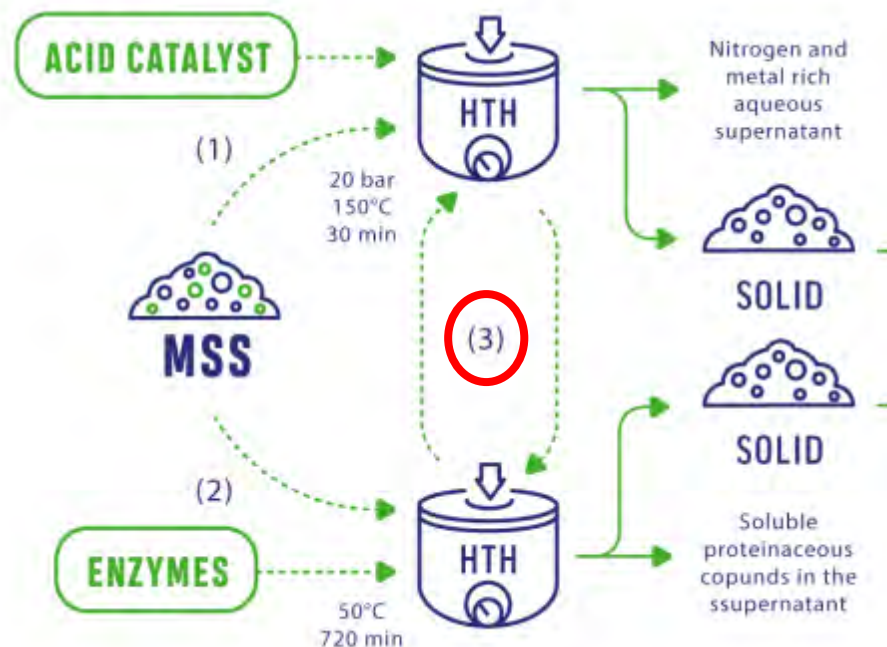 ACID CATALYST
HTH
Nitrogen and
metal rich
aqueous
supernatant
(1)
20 bar
150°C
30 min
SOLID
MSS
(3)
SOLID
(2)
ENZYMES
HTH
50°C
720 min
Soluble
proteinaceous
copunds in the
ssupernatant